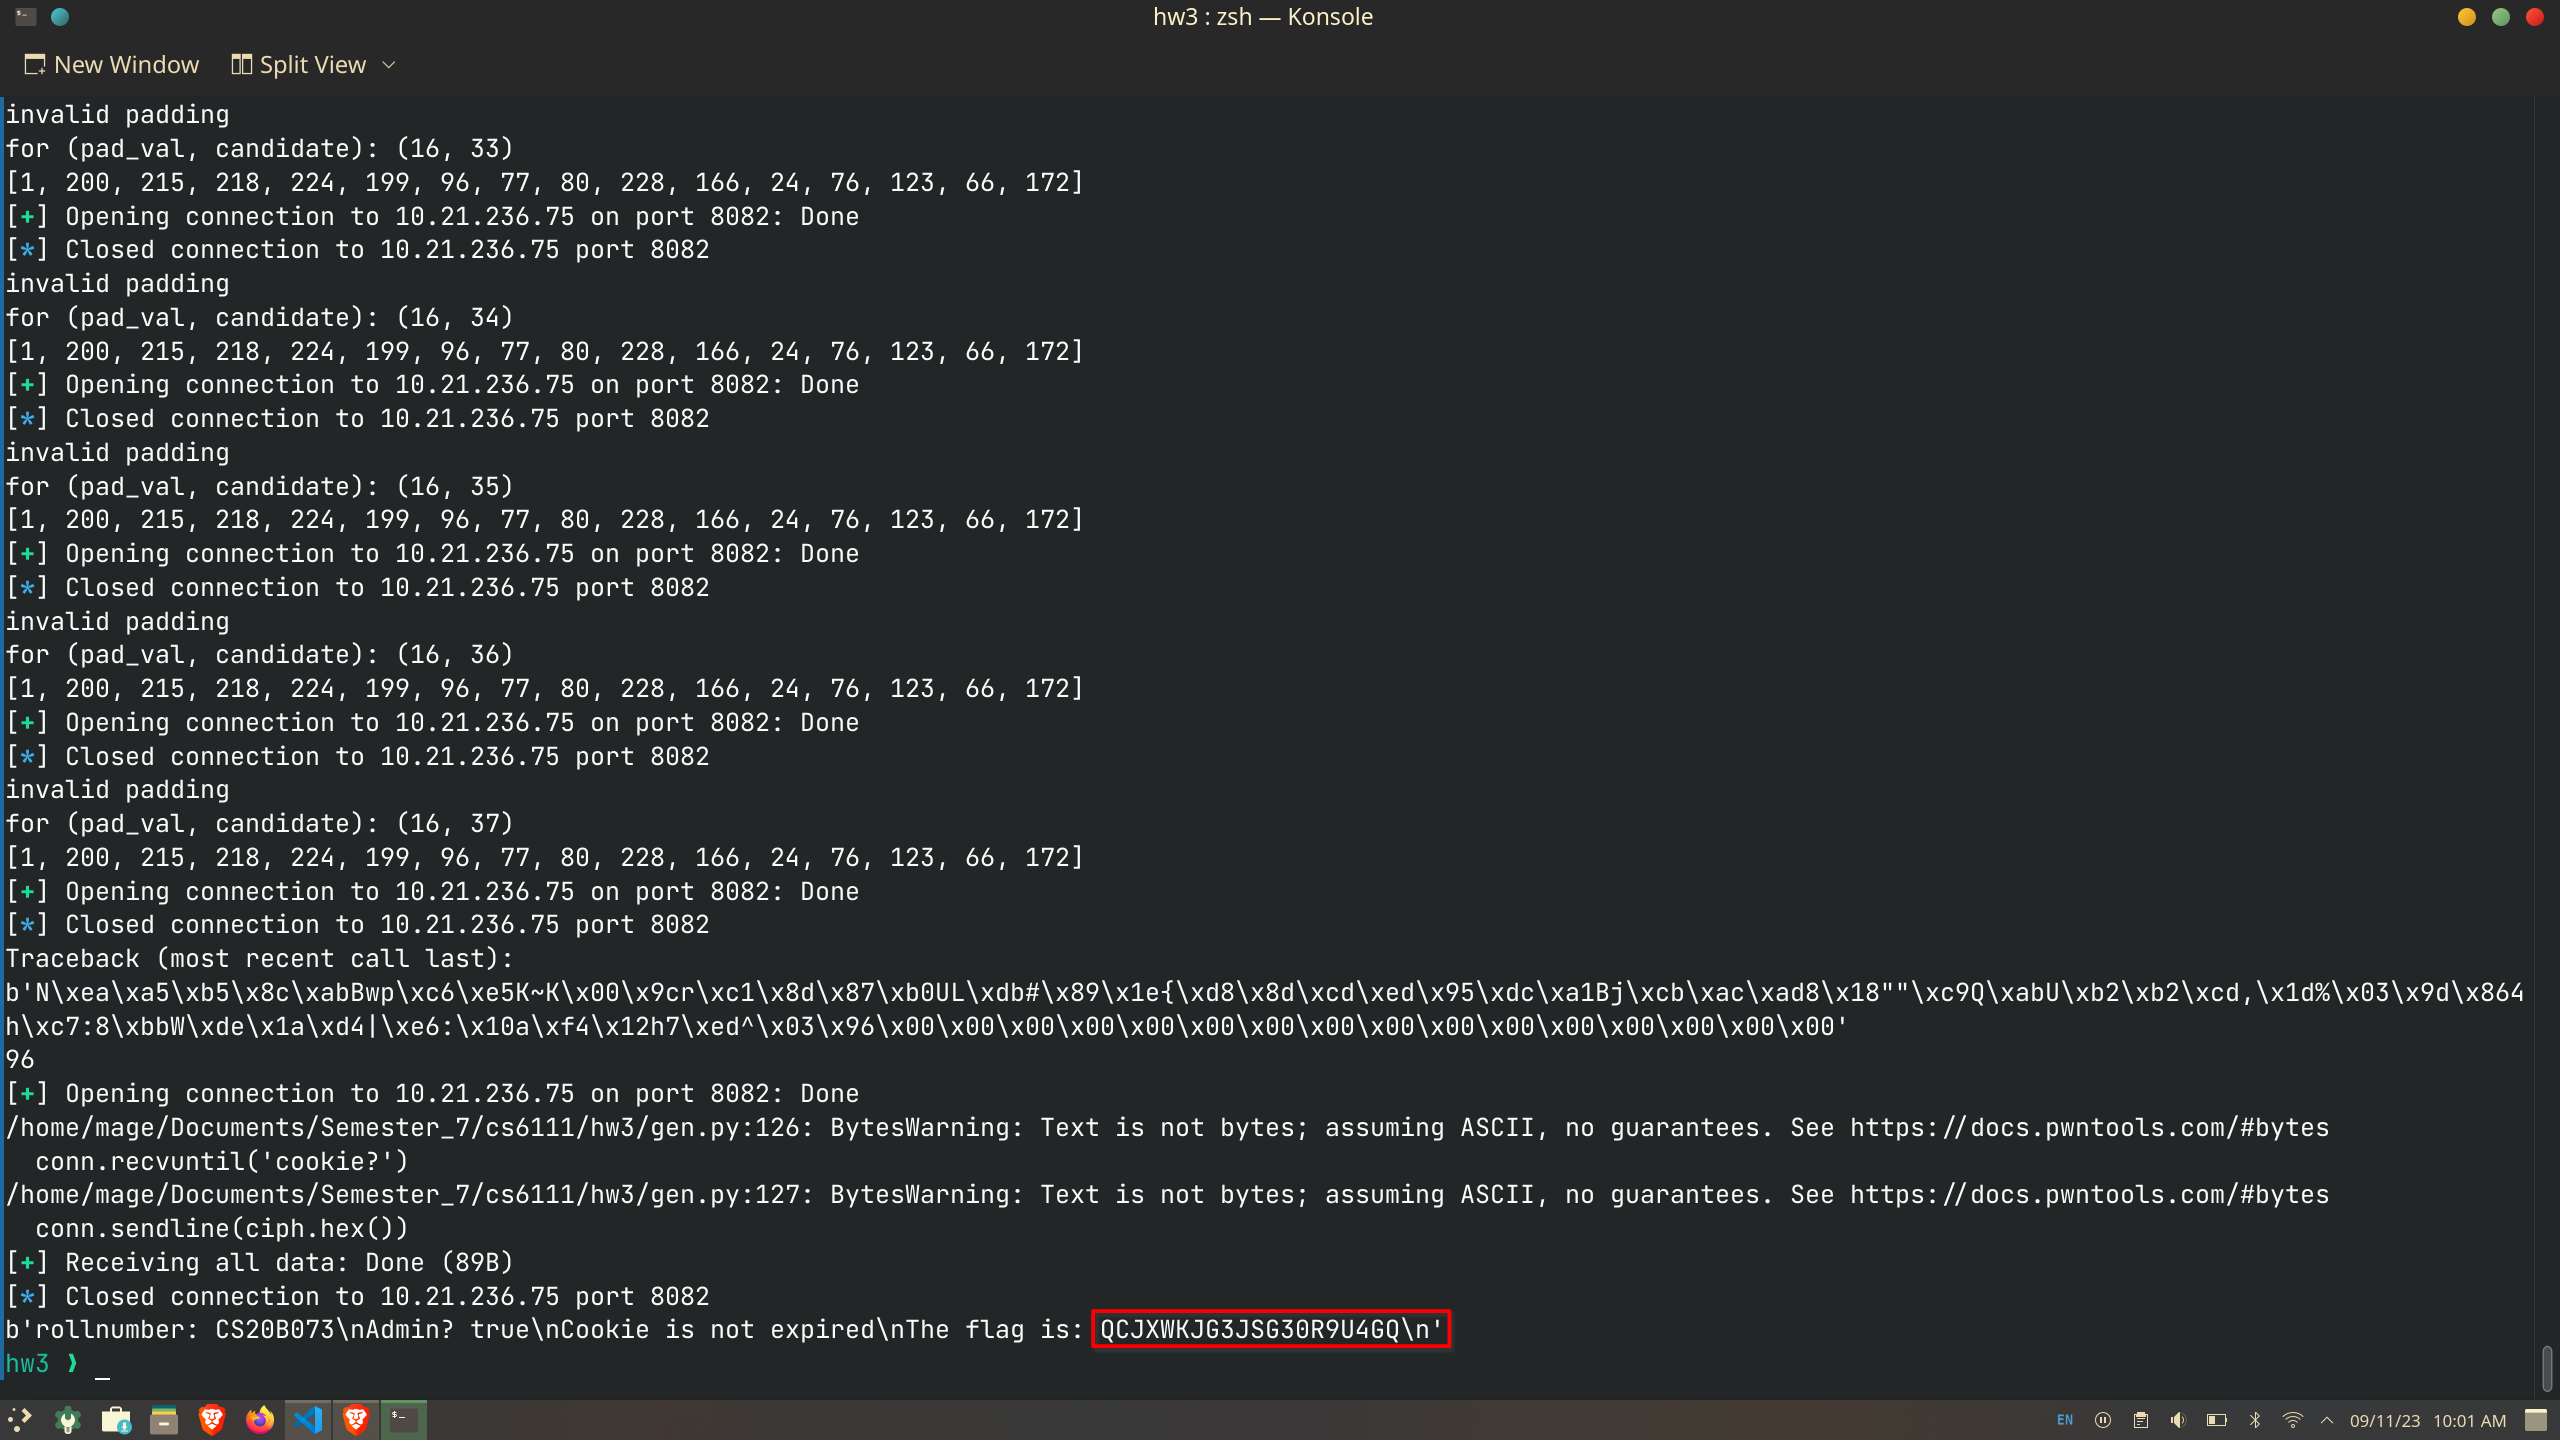 hw3 : zsh — Konsole
New Window Split View
invalid padding
for (pad_val, candidate): (16, 33)
[1, 200, 215, 218, 224, 199, 96, 77, 80, 228, 166, 24, 76, 123, 66, 172]
[+] Opening connection to 10.21.236.75 on port 8082: Done
[*] Closed connection to 10.21.236.75 port 8082
invalid padding
for (pad_val, candidate): (16, 34)
[1, 200, 215, 218, 224, 199, 96, 77, 80, 228, 166, 24, 76, 123, 66, 172]
[+] Opening connection to 10.21.236.75 on port 8082: Done
[*] Closed connection to 10.21.236.75 port 8082
invalid padding
for (pad_val, candidate): (16, 35)
[1, 200, 215, 218, 224, 199, 96, 77, 80, 228, 166, 24, 76, 123, 66, 172]
[+] Opening connection to 10.21.236.75 on port 8082: Done
[*] Closed connection to 10.21.236.75 port 8082
invalid padding
for (pad_val, candidate): (16, 36)
[1, 200, 215, 218, 224, 199, 96, 77, 80, 228, 166, 24, 76, 123, 66, 172]
[+] Opening connection to 10.21.236.75 on port 8082: Done
[*] Closed connection to 10.21.236.75 port 8082
invalid padding
for (pad_val, candidate): (16, 37)
[1, 200, 215, 218, 224, 199, 96, 77, 80, 228, 166, 24, 76, 123, 66, 172]
[+] Opening connection to 10.21.236.75 on port 8082: Done
[*] Closed connection to 10.21.236.75 port 8082
Traceback (most recent call last):
b'N\xea\xa5\xb5\x8c\xabBwp\xc6\xe5K~K\x00\x9cr\xc1\x8d\x87\xb0UL\xdb#\x89\x1e{\xd8\x8d\xcd\xed\x95\xdc\xa1Bj\xcb\xac\xad8\x18""\xc9Q\xabU\xb2\xb2\xcd,\x1d%\x03\x9d\x864
h\xc7:8\xbbW\xde\x1a\xd4|\xe6:\x10a\xf4\x12h7\xed^\x03\x96\x00\x00\x00\x00\x00\x00\x00\x00\x00\x00\x00\x00\x00\x00\x00\x00'
96
[+] Opening connection to 10.21.236.75 on port 8082: Done
/home/mage/Documents/Semester_7/cs6111/hw3/gen.py:126: BytesWarning: Text is not bytes; assuming ASCII, no guarantees. See https://docs.pwntools.com/#bytes
conn.recvuntil('cookie?')
/home/mage/Documents/Semester_7/cs6111/hw3/gen.py:127: BytesWarning: Text is not bytes; assuming ASCII, no guarantees. See https://docs.pwntools.com/#bytes
conn.sendline(ciph.hex())
[+] Receiving all data: Done (89B)
[*] Closed connection to 10.21.236.75 port 8082
b'rollnumber: CS20B073\nAdmin? true\nCookie is not expired\nThe flag is: QCJXWKJG3JSG30R9U4GQ\n'
hw3 ❯ _
EN 09/11/23 10:01 AM